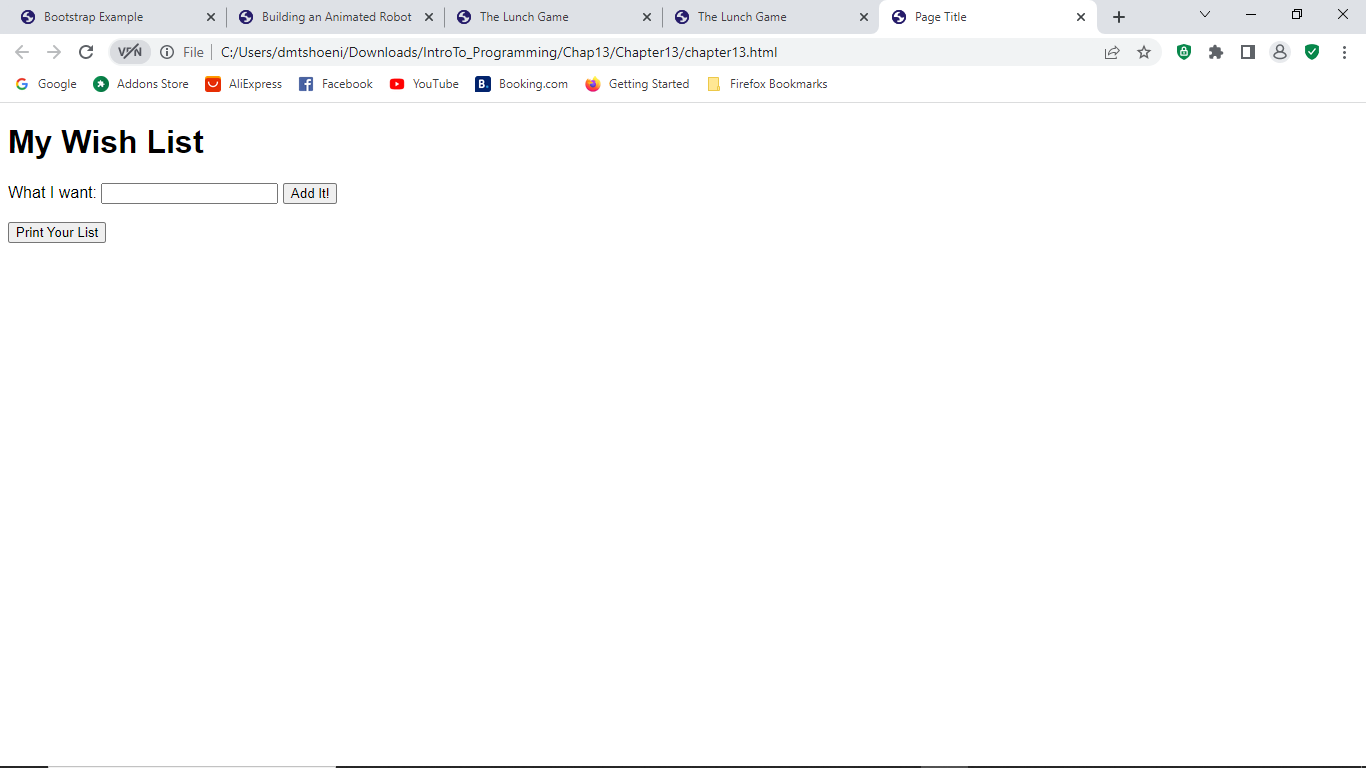 Bootstrap Example
Building an Animated Robot
The Lunch Game
The Lunch Game
Page Title
VPN
File
C:/Users/dmtshoeni/Downloads/IntroTo_Programming/Chap13/Chapter13/chapter13.html
Google
Addons Store
AliExpress
Facebook
YouTube
B.
Booking.com
Getting Started
Firefox Bookmarks
My Wish List
What I want: Add It!
Print Your List